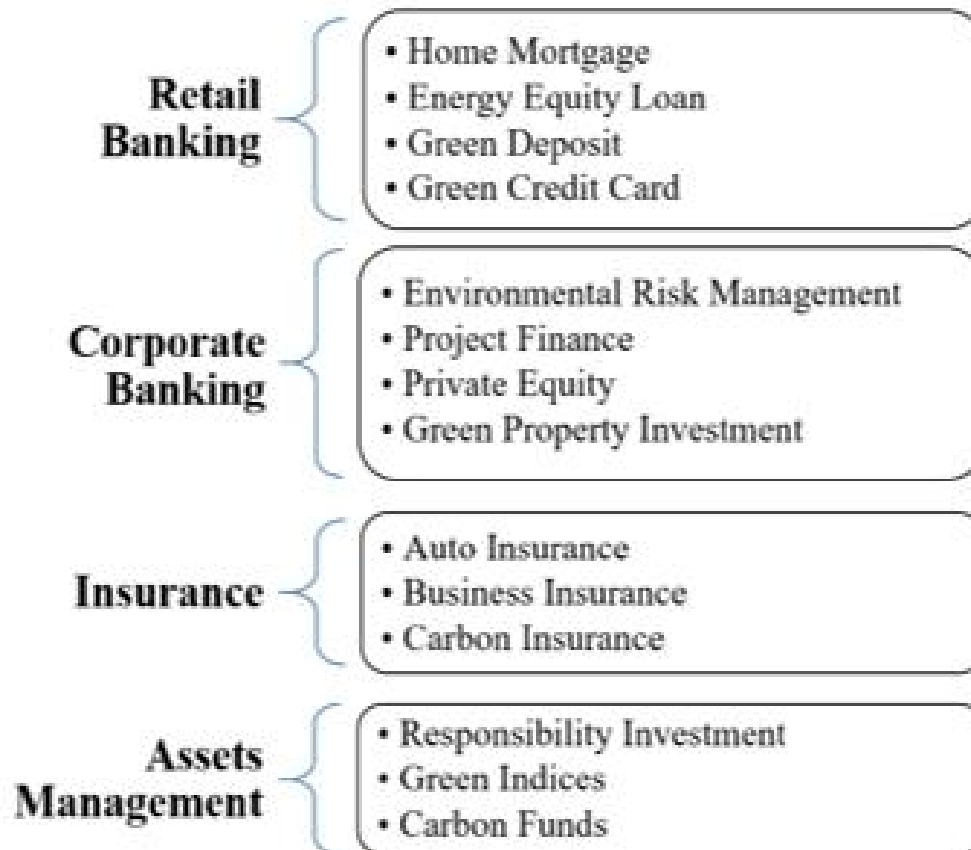 Retail
Banking
• Home Mortgage
• Energy Equity Loan
• Green Deposit
• Green Credit Card
Corporate
Banking
• Environmental Risk Management
• Project Finance
• Private Equity
• Green Property Investment
Insurance
• Auto Insurance
• Business Insurance
• Carbon Insurance
Assets
Management
• Responsibility Investment
• Green Indices
• Carbon Funds